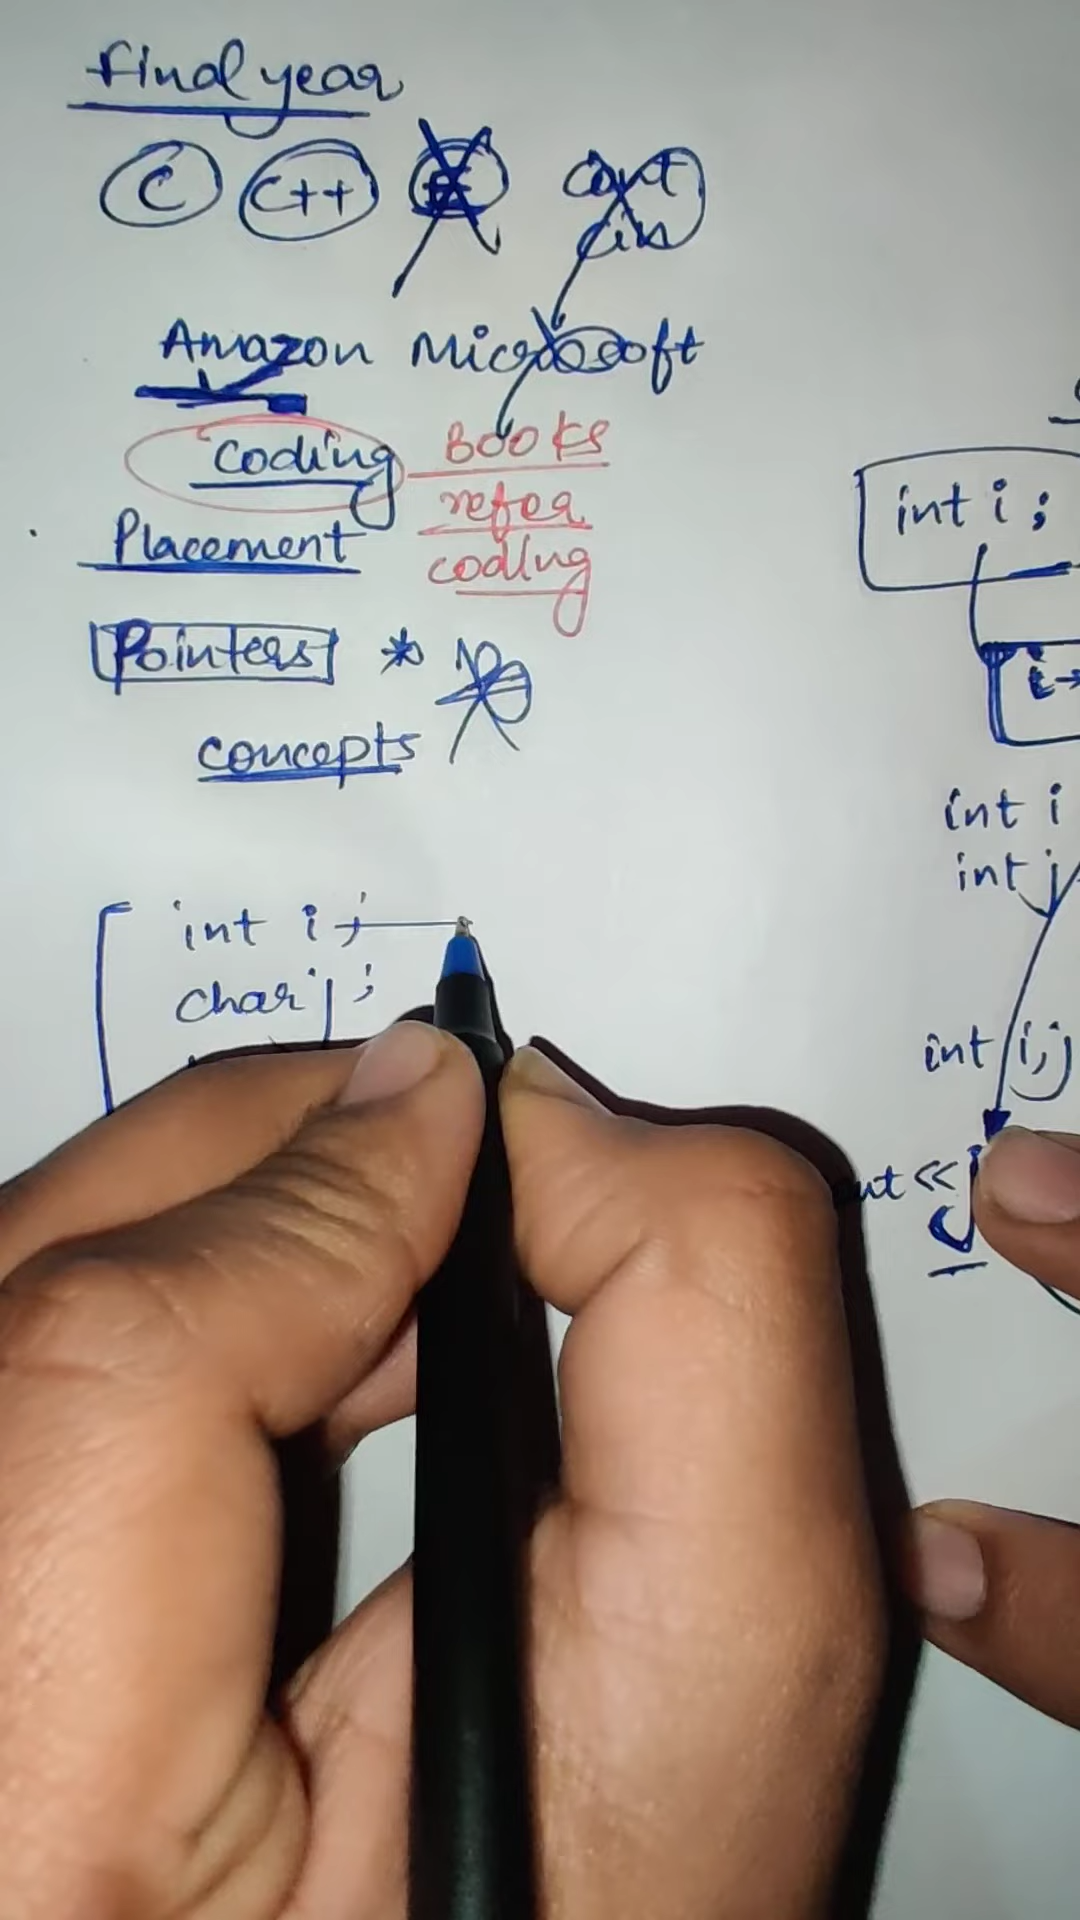 Final year
C C++
Cout
Cin
Amazon Microsoft
Coding Books
refer
coding
Placement
Pointers *
concepts
int i;
char j;
int i;
i→
int i
int j
int i,j
out << j